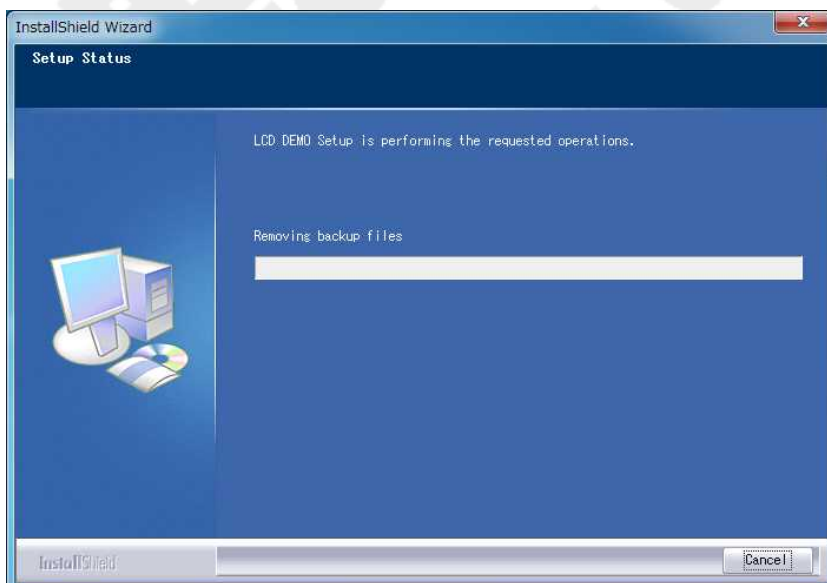 InstallShield Wizard
Setup Status
LCD DEMO Setup is performing the requested operations.
Removing backup files
InstallShield
Cancel